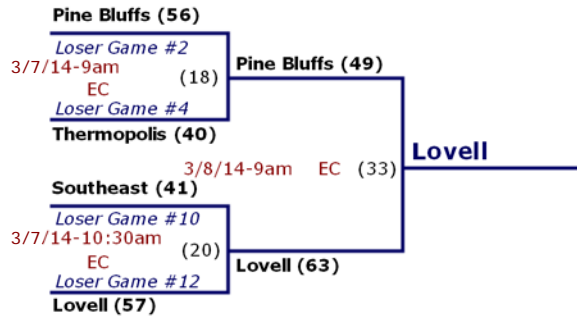 Pine Bluffs (56)
Loser Game #2
3/7/14-9am
(18)
EC
Loser Game #4
Thermopolis (40)
Pine Bluffs (49)
3/8/14-9am EC (33)
Lovell
Southeast (41)
Loser Game #10
3/7/14-10:30am
(20)
EC
Loser Game #12
Lovell (57)
Lovell (63)